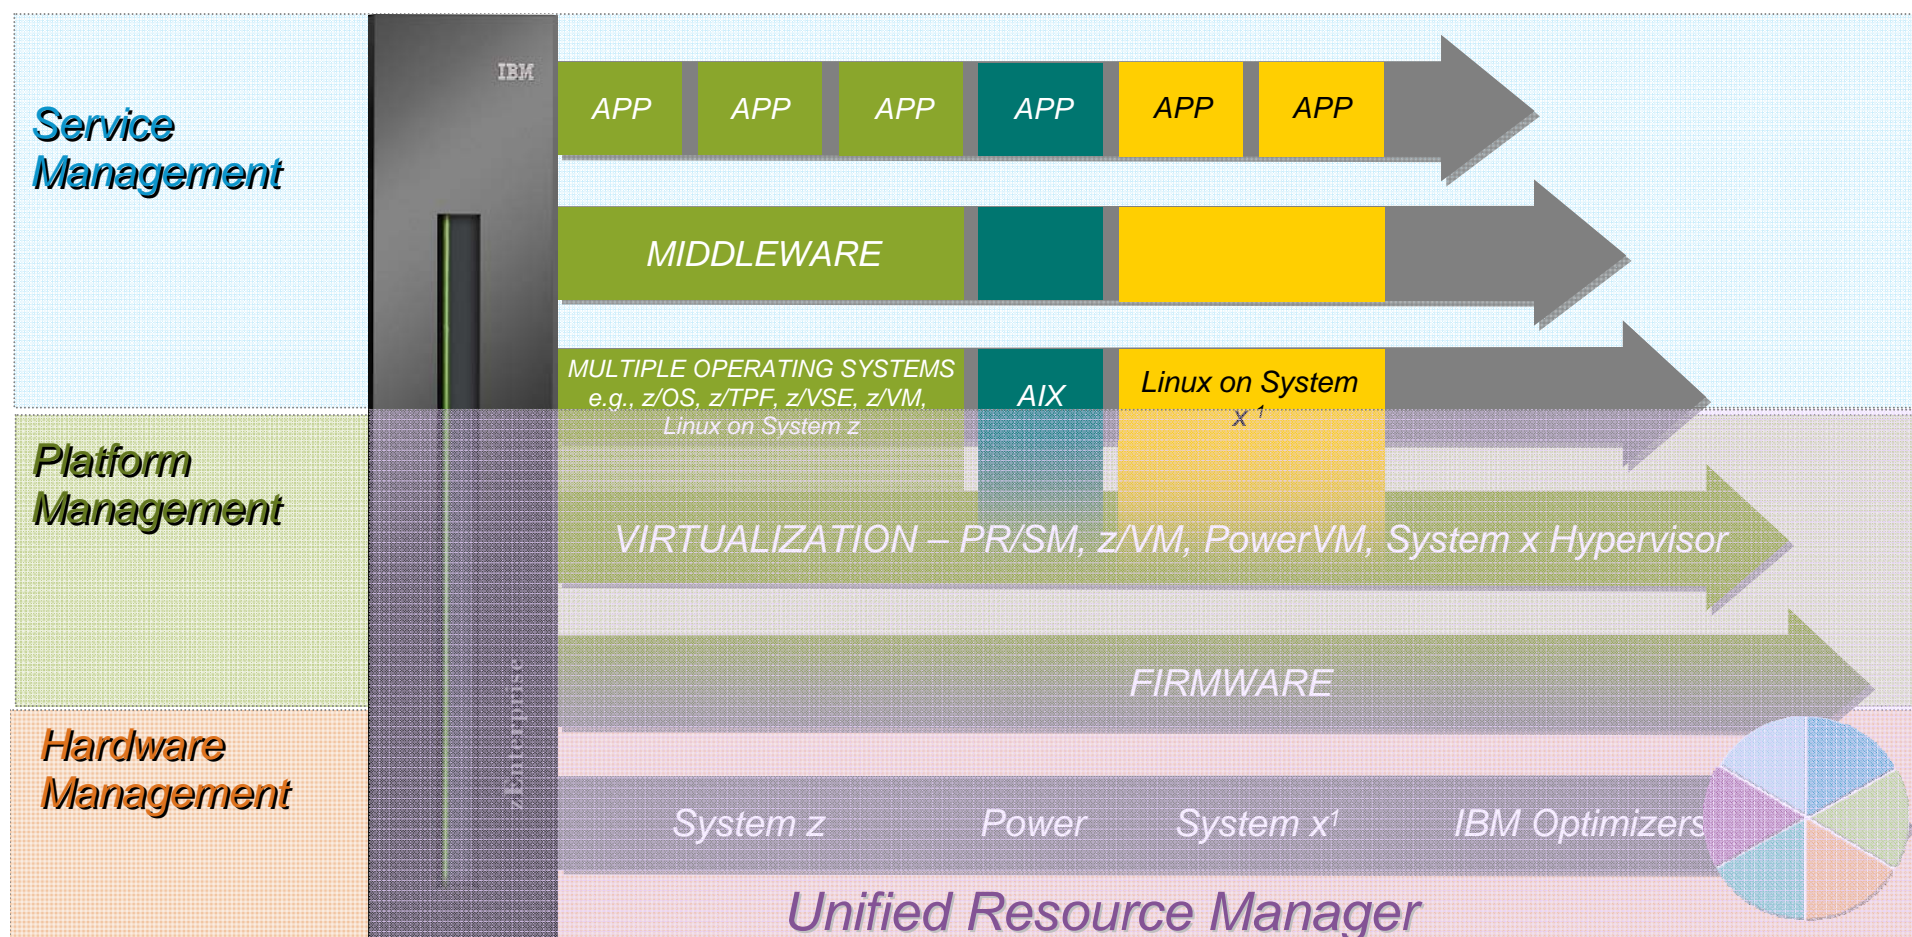 Service
Management
IBM
APP APP APP APP APP APP
MIDDLEWARE
MULTIPLE OPERATING SYSTEMS
e.g., z/OS, z/TPF, z/VSE, z/VM,
Linux on System z
AIX
Linux on System
x ¹
Platform
Management
VIRTUALIZATION – PR/SM, z/VM, PowerVM, System x Hypervisor
FIRMWARE
zEnterprise
Hardware
Management
System z Power System x¹ IBM Optimizers
Unified Resource Manager